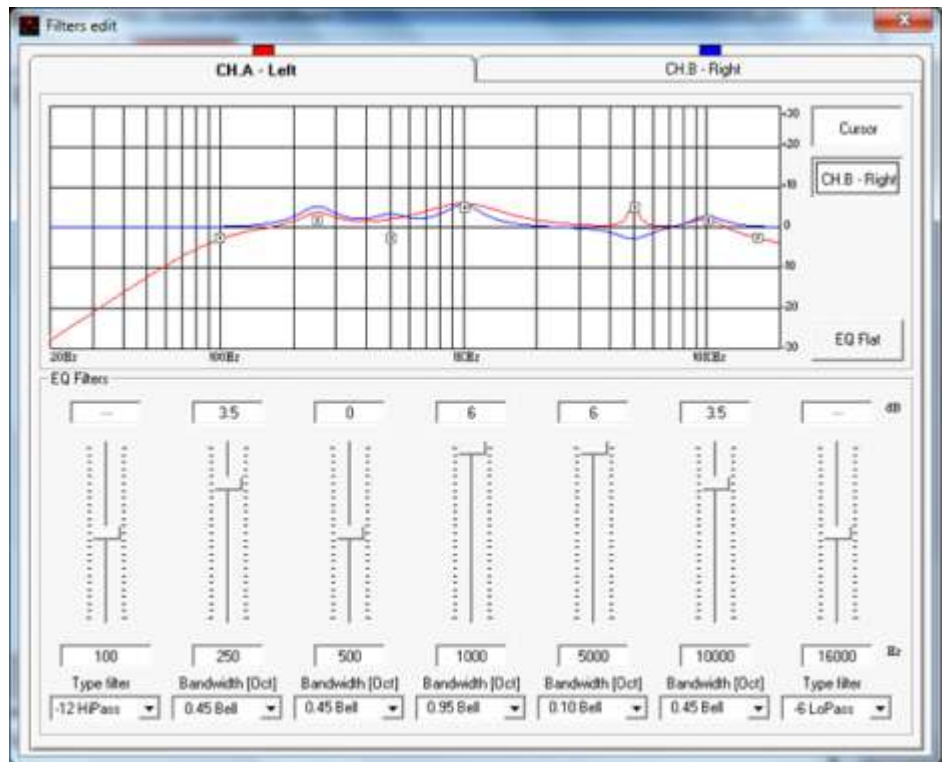 Filters edit
CH.A - Left
CH.B - Right
+30
+20
+10
0
-10
-20
-30
Cursor
CH.B - Right
EQ Flat
20Hz
100Hz
1KHz
10KHz
EQ Filters
--- 3.5 0 6 6 3.5 --- dB
100 250 500 1000 5000 10000 16000 Hz
Type filter Bandwidth [Oct] Bandwidth [Oct] Bandwidth [Oct] Bandwidth [Oct] Bandwidth [Oct] Type filter
-12 HiPass 0.45 Bell 0.45 Bell 0.95 Bell 0.10 Bell 0.45 Bell -6 LoPass